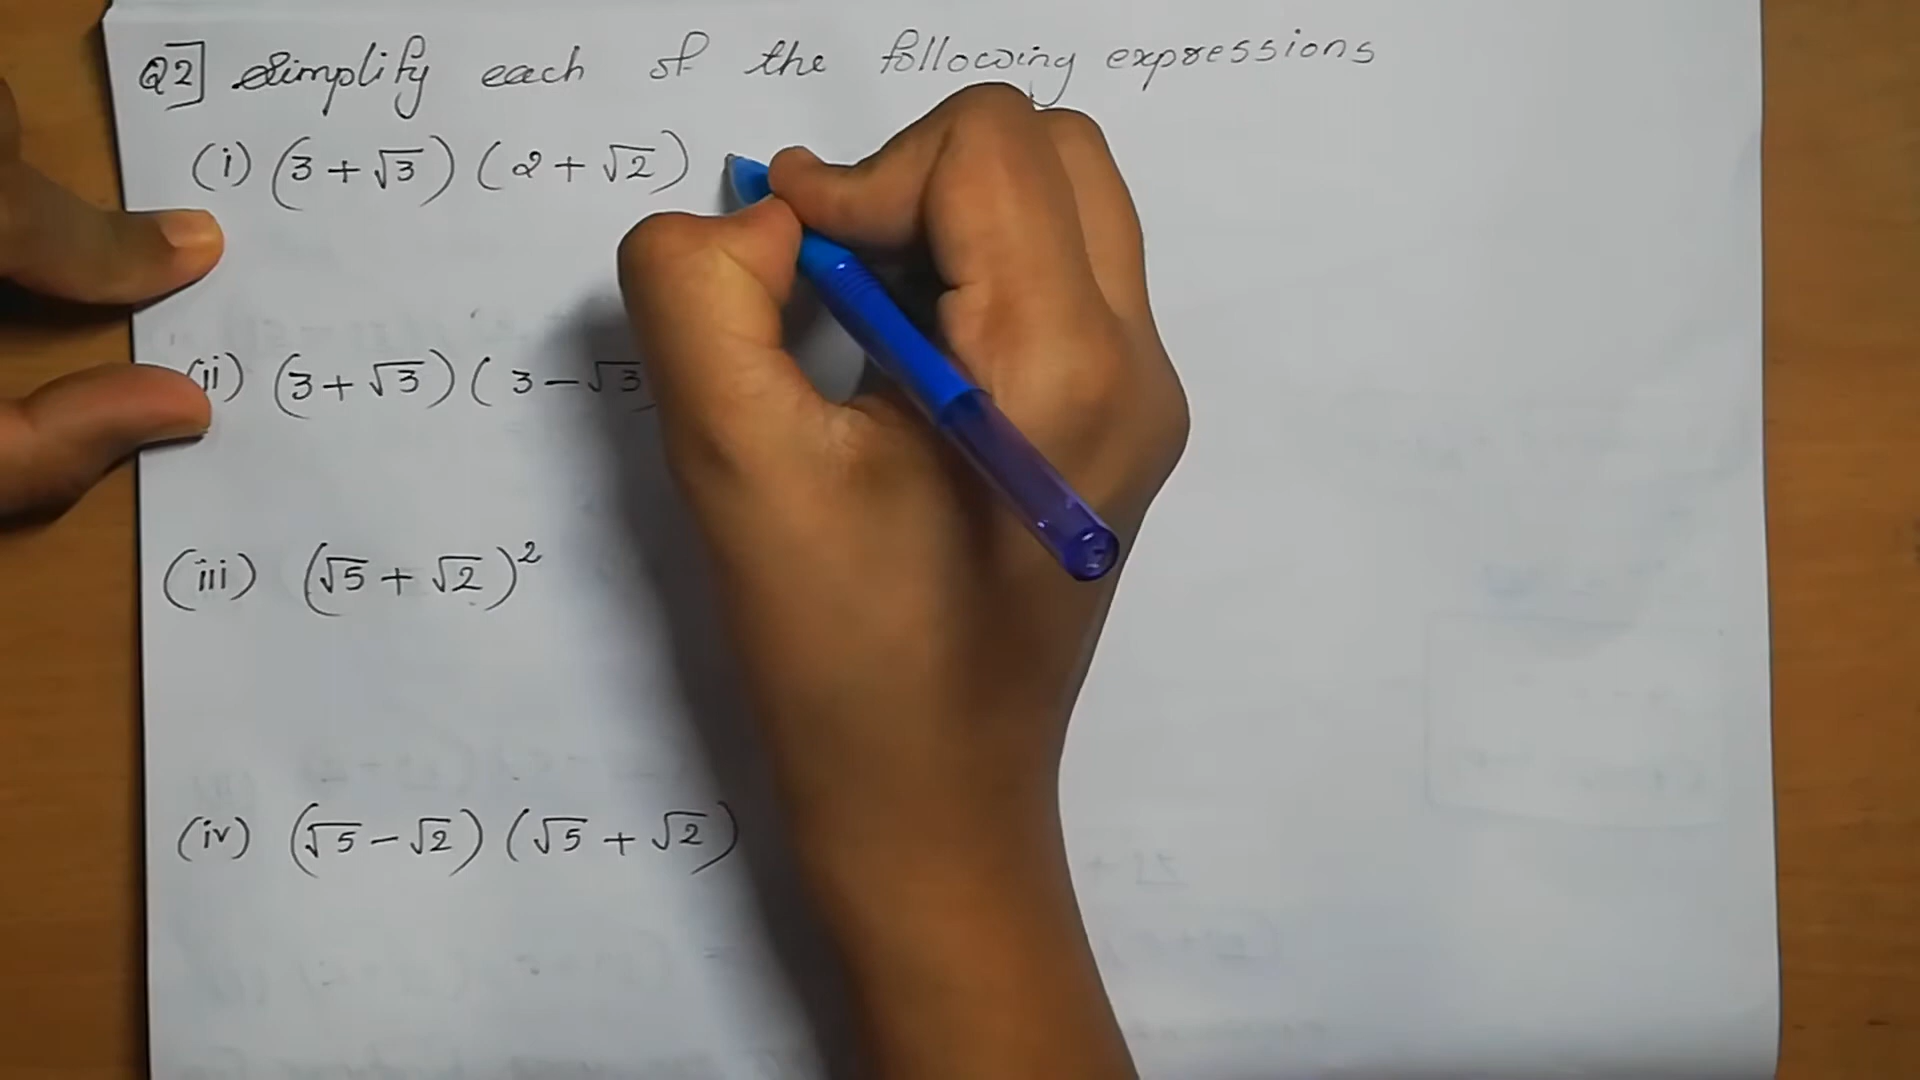 Q2] Simplify each of the following expressions
(i) (3 + √3) (2 + √2)
(ii) (3 + √3) (3 − √3
(iii) (√5 + √2)²
(iv) (√5 − √2) (√5 + √2)